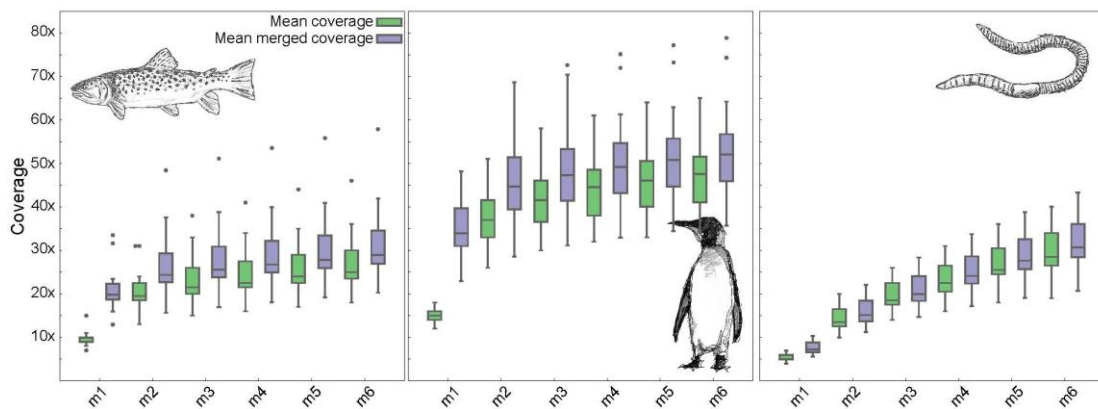 80x
70x
60x
50x
40x
30x
20x
10x
Coverage
Mean coverage
Mean merged coverage
m1 m2 m3 m4 m5 m6
m1 m2 m3 m4 m5 m6
m1 m2 m3 m4 m5 m6